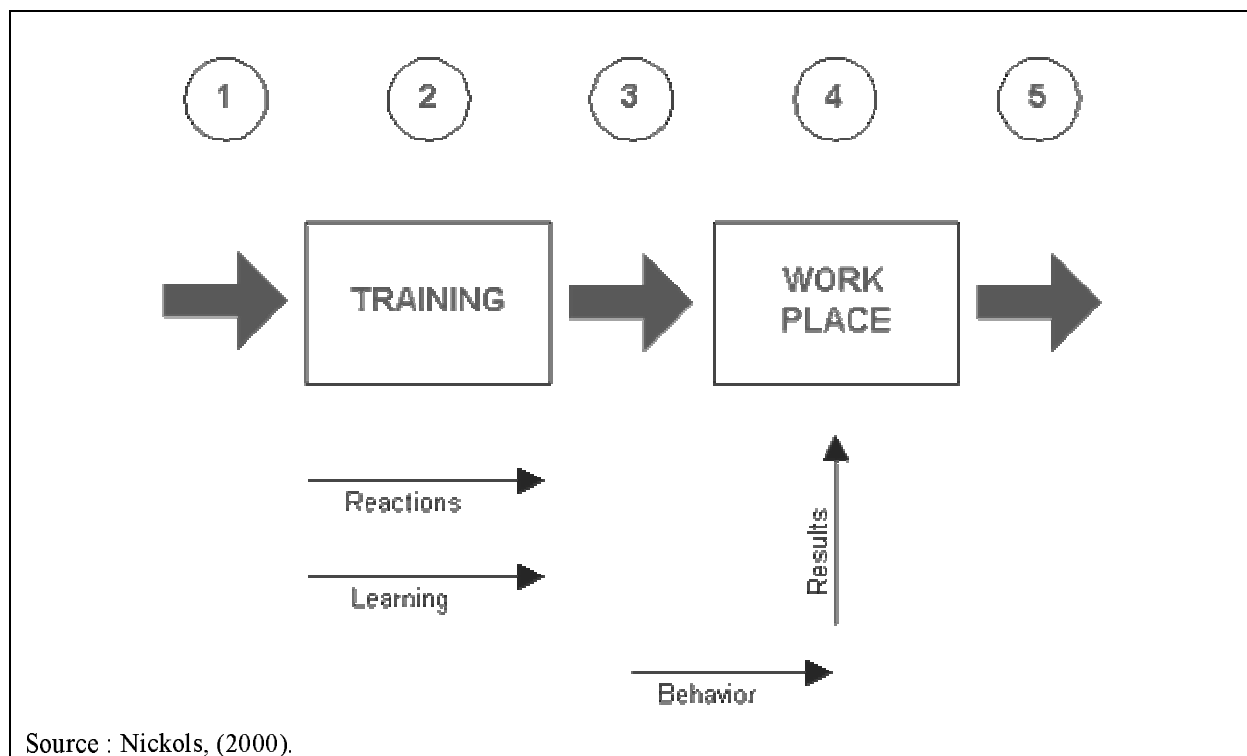 1
2
3
4
5
TRAINING
WORK
PLACE
Reactions
Learning
Results
Behavior
Source : Nickols, (2000).